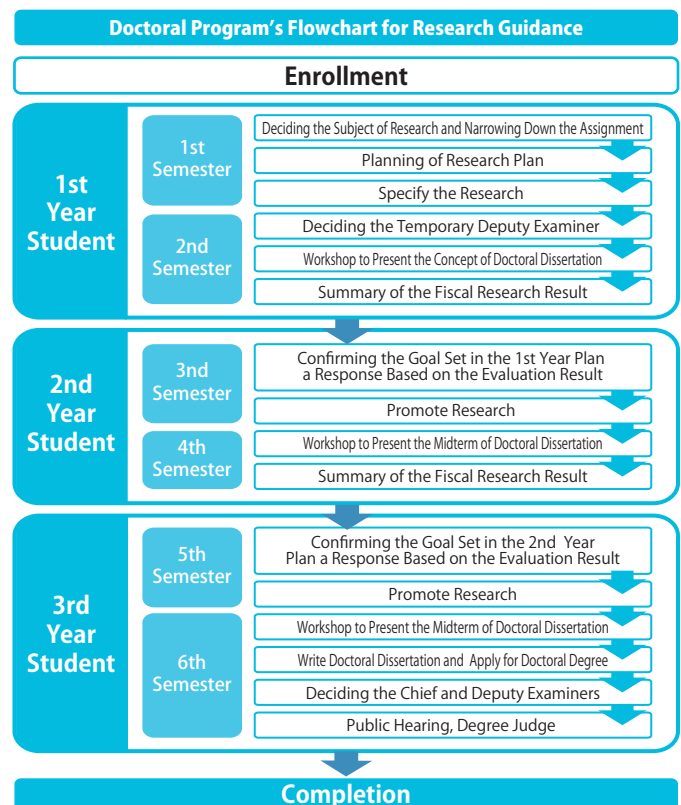 Doctoral Program's Flowchart for Research Guidance
Enrollment
1st
Year
Student
1st
Semester
Deciding the Subject of Research and Narrowing Down the Assignment
Planning of Research Plan
Specify the Research
2nd
Semester
Deciding the Temporary Deputy Examiner
Workshop to Present the Concept of Doctoral Dissertation
Summary of the Fiscal Research Result
2nd
Year
Student
3nd
Semester
Confirming the Goal Set in the 1st Year Plan
a Response Based on the Evaluation Result
Promote Research
4th
Semester
Workshop to Present the Midterm of Doctoral Dissertation
Summary of the Fiscal Research Result
3rd
Year
Student
5th
Semester
Confirming the Goal Set in the 2nd Year
Plan a Response Based on the Evaluation Result
Promote Research
6th
Semester
Workshop to Present the Midterm of Doctoral Dissertation
Write Doctoral Dissertation and Apply for Doctoral Degree
Deciding the Chief and Deputy Examiners
Public Hearing, Degree Judge
Completion